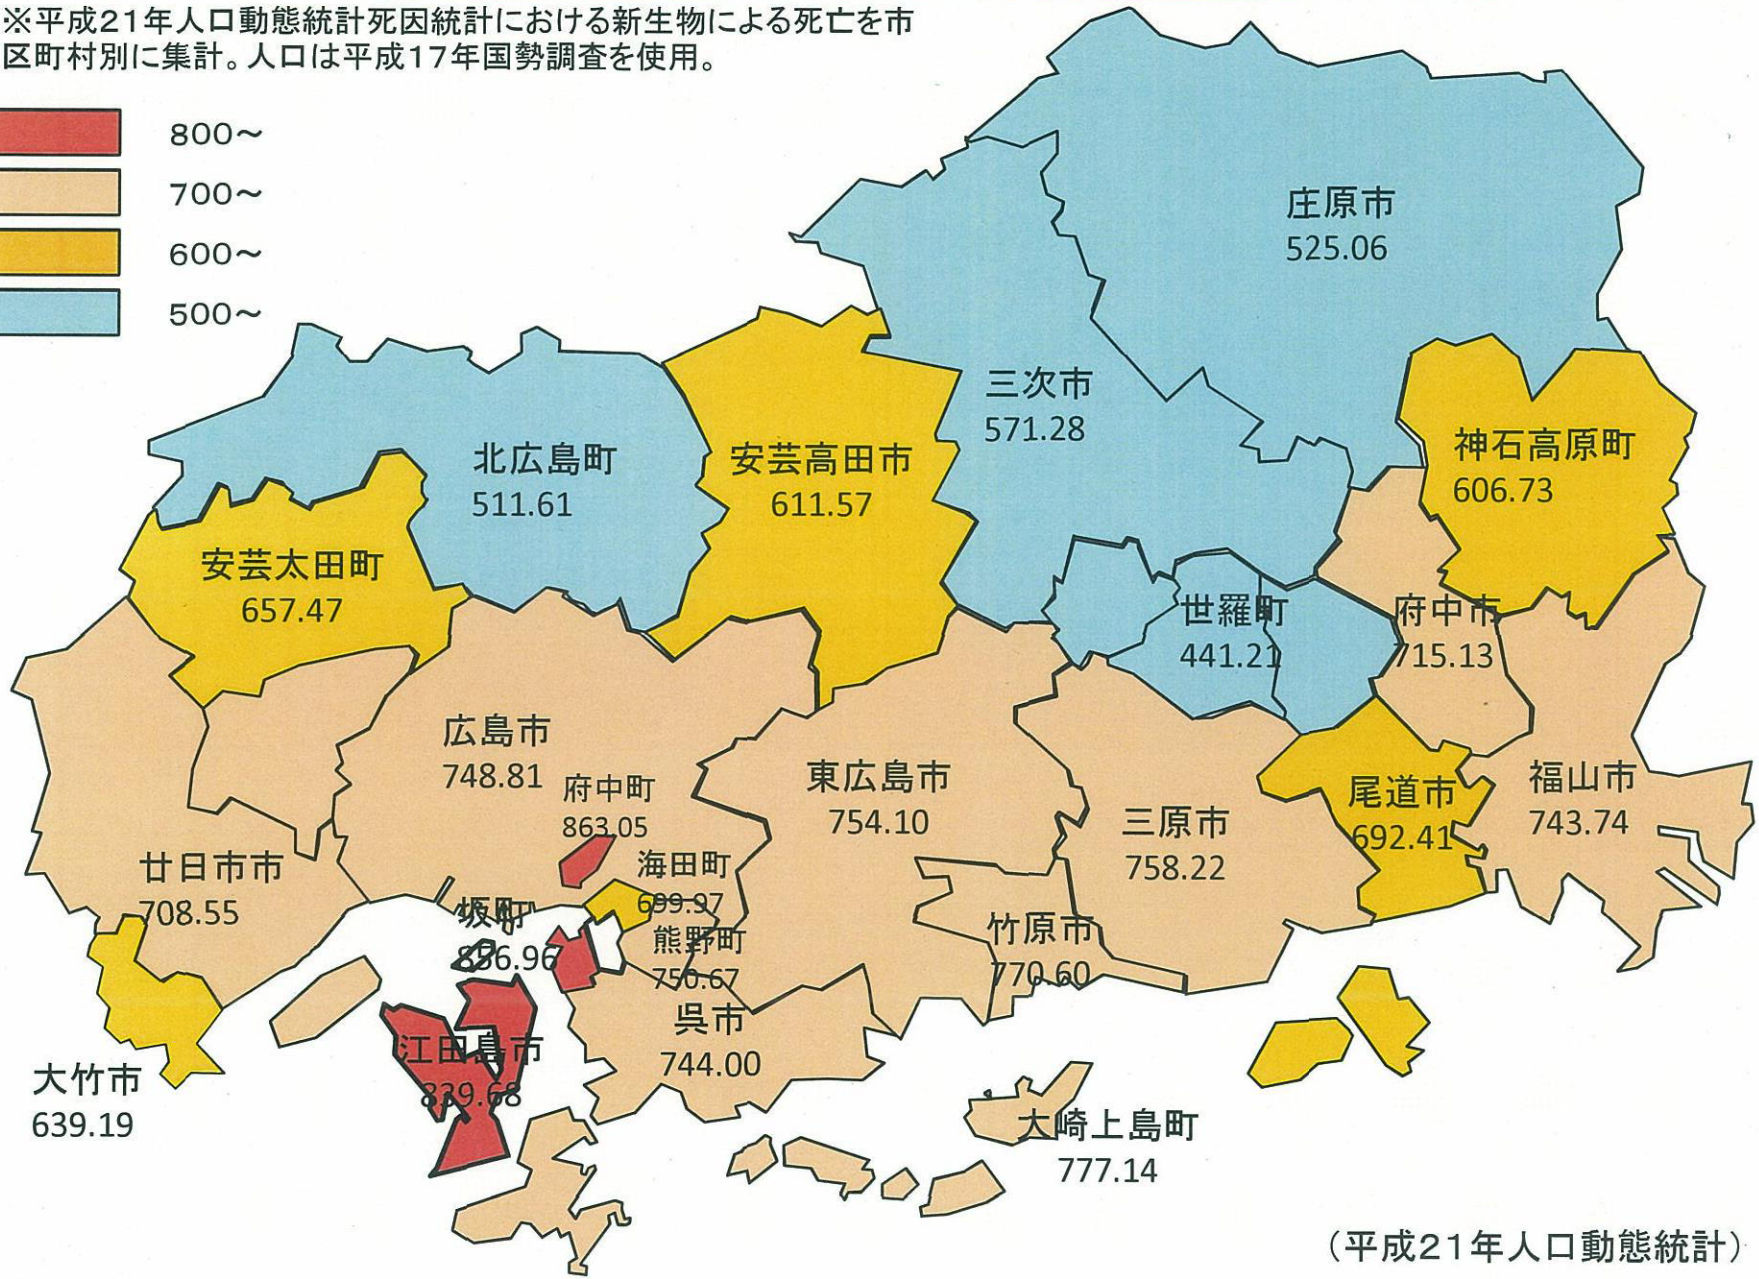 ※平成21年人口動態統計死因統計における新生物による死亡を市
区町村別に集計。人口は平成17年国勢調査を使用。
800～
700～
600～
500～
庄原市
525.06
三次市
571.28
神石高原町
606.73
北広島町
511.61
安芸高田市
611.57
安芸太田町
657.47
世羅町
441.21
府中市
715.13
広島市
748.81
府中町
863.05
東広島市
754.10
三原市
758.22
尾道市
692.41
福山市
743.74
廿日市市
708.55
海田町
699.97
坂町
856.96
熊野町
750.67
竹原市
770.60
呉市
744.00
江田島市
839.68
大竹市
639.19
大崎上島町
777.14
（平成21年人口動態統計）